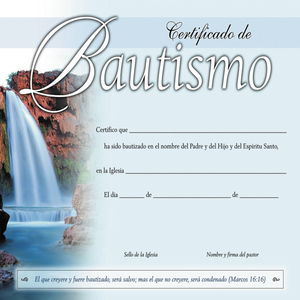 Certificado de
Bautismo
Certifico que
ha sido bautizado en el nombre del Padre y del Hijo y del Espíritu Santo,
en la Iglesia
El día de de
Sello de la Iglesia Nombre y firma del pastor
El que creyere y fuere bautizado, será salvo; mas el que no creyere, será condenado (Marcos 16:16)